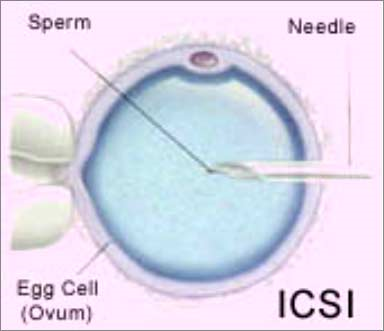 Sperm
Needle
Egg Cell
(Ovum)
ICSI